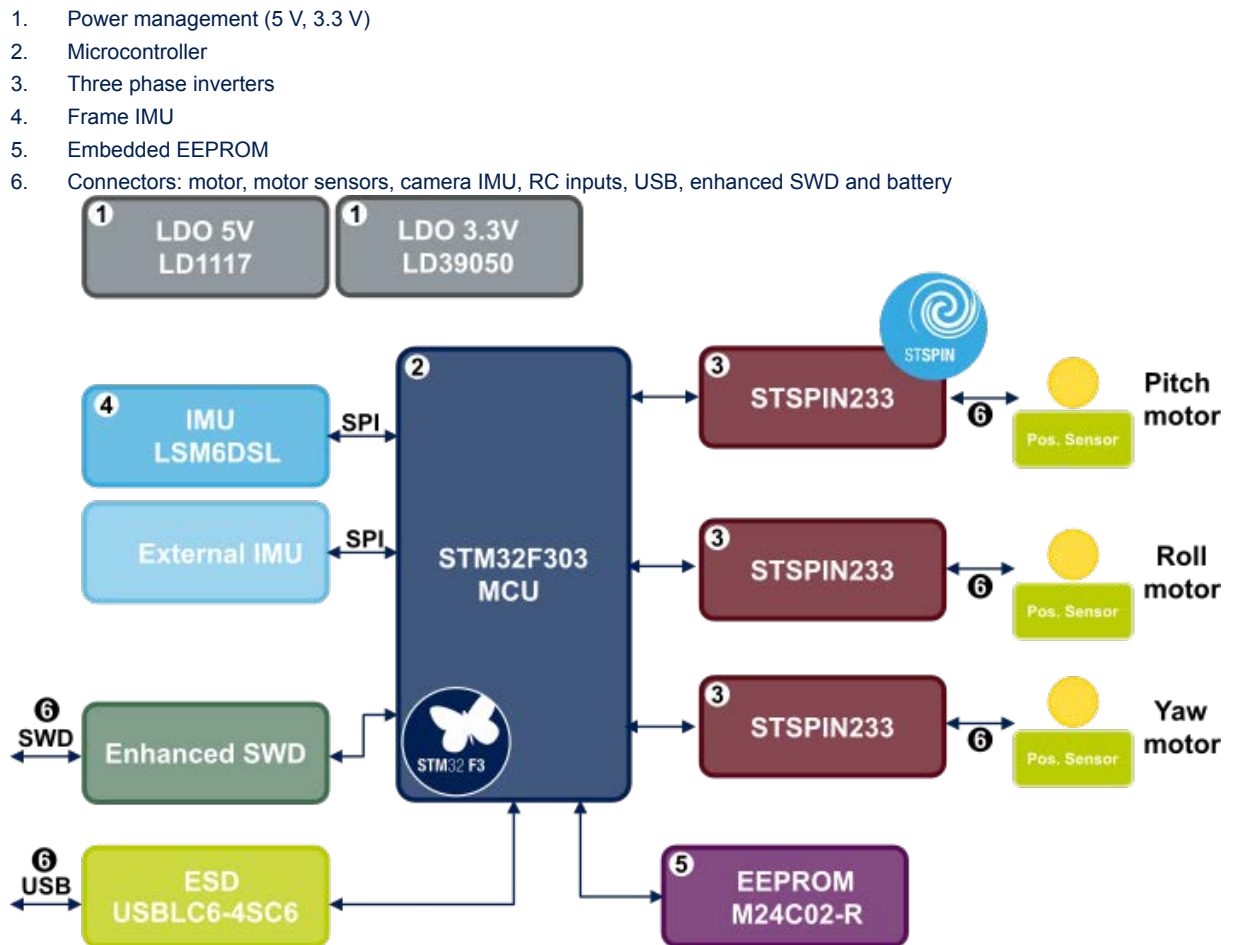 1. Power management (5 V, 3.3 V)
2. Microcontroller
3. Three phase inverters
4. Frame IMU
5. Embedded EEPROM
6. Connectors: motor, motor sensors, camera IMU, RC inputs, USB, enhanced SWD and battery
1
LDO 5V
LD1117
1
LDO 3.3V
LD39050
STSPIN
2
STM32F303
MCU
STM32 F3
4
IMU
LSM6DSL
SPI
External IMU
SPI
6
SWD
Enhanced SWD
6
USB
ESD
USBLC6-4SC6
3
STSPIN233
6
Pos. Sensor
Pitch
motor
3
STSPIN233
6
Pos. Sensor
Roll
motor
3
STSPIN233
6
Pos. Sensor
Yaw
motor
5
EEPROM
M24C02-R